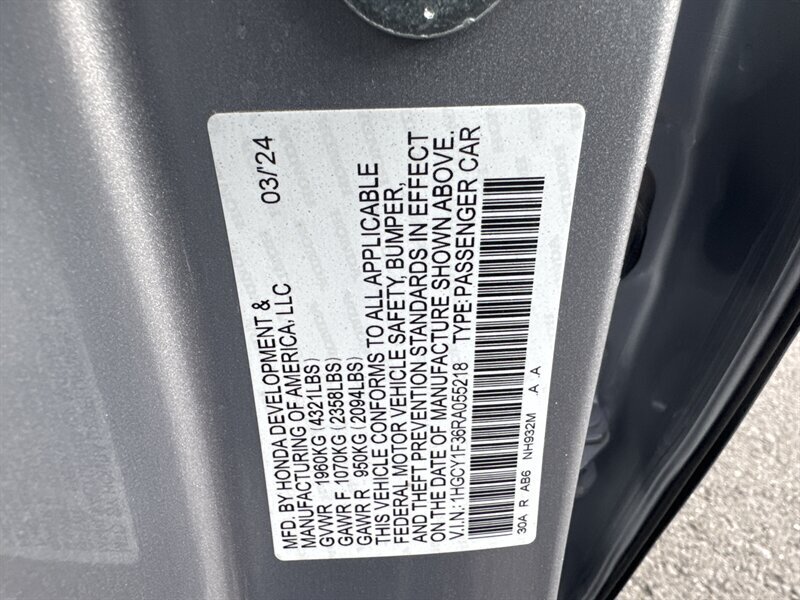 MFD. BY HONDA DEVELOPMENT & 03/'24
MANUFACTURING OF AMERICA, LLC
GVWR 1960KG (4321LBS)
GAWR F 1070KG (2358LBS)
GAWR R 950KG (2094LBS)
THIS VEHICLE CONFORMS TO ALL APPLICABLE
FEDERAL MOTOR VEHICLE SAFETY, BUMPER,
AND THEFT PREVENTION STANDARDS IN EFFECT
ON THE DATE OF MANUFACTURE SHOWN ABOVE.
V.I.N: 1HGCY1F36RA055218 TYPE: PASSENGER CAR
30A R AB6 NH932M .A .A